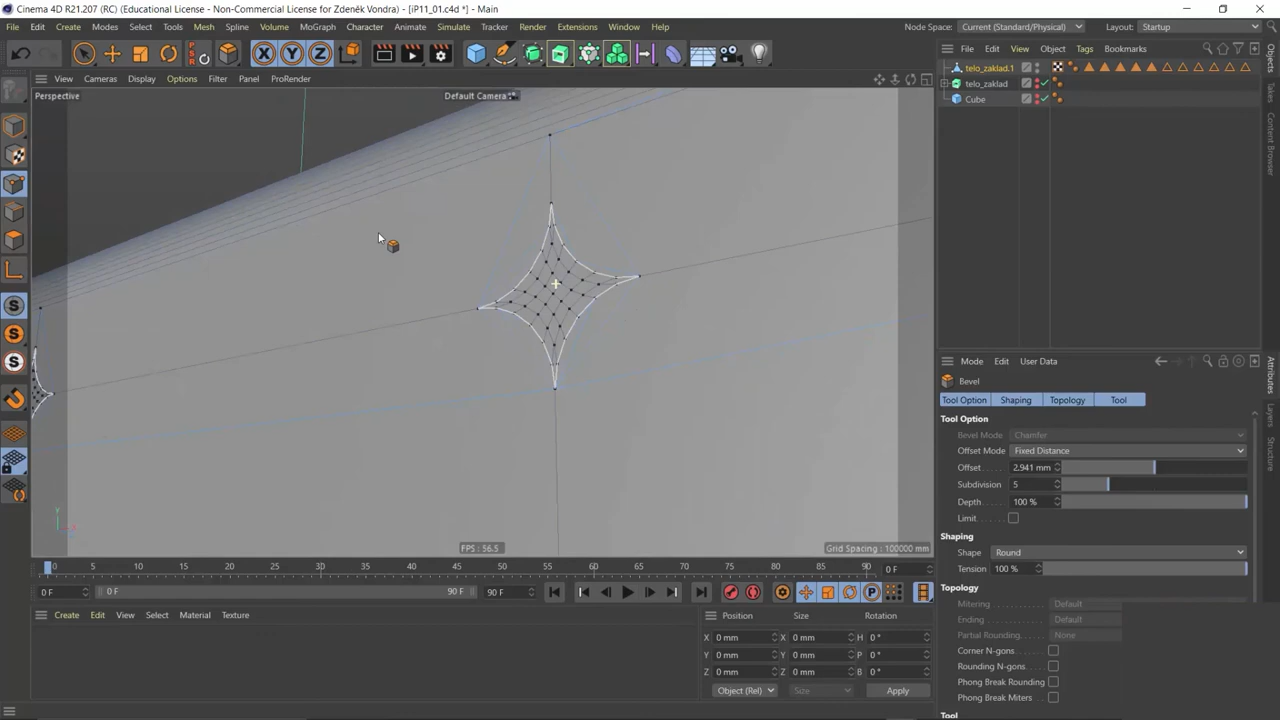 Cinema 4D R21.207 (RC) (Educational License - Non-Commercial License for Zdeněk Vondra) - [iP11_01.c4d *] - Main
File Edit Create Modes Select Tools Mesh Spline Volume MoGraph Character Animate Simulate Tracker Render Extensions Window Help
Node Space: Current (Standard/Physical) Layout: Startup
X Y Z PSR
File Edit View Object Tags Bookmarks
View Cameras Display Options Filter Panel ProRender
Perspective Default Camera
telo_zaklad.1
telo_zaklad
Cube
Objects
Takes
Content Browser
Attributes
Layers
Structure
Mode Edit User Data
Bevel
Tool Option Shaping Topology Tool
Tool Option
Bevel Mode Chamfer
Offset Mode Fixed Distance
Offset 2.941 mm
Subdivision 5
Depth 100 %
Limit
Shaping
Shape Round
Tension 100 %
Topology
Mitering Default
Ending Default
Partial Rounding None
Corner N-gons
Rounding N-gons
Phong Break Rounding
Phong Break Miters
Tool
FPS : 56.5 Grid Spacing : 100000 mm
0 5 10 15 20 25 30 35 40 45 50 55 60 65 70 75 80 85 90 0 F
0 F 0 F 90 F 90 F
Create Edit View Select Material Texture
Position Size Rotation
X 0 mm X 0 mm H 0 °
Y 0 mm Y 0 mm P 0 °
Z 0 mm Z 0 mm B 0 °
Object (Rel) Size Apply